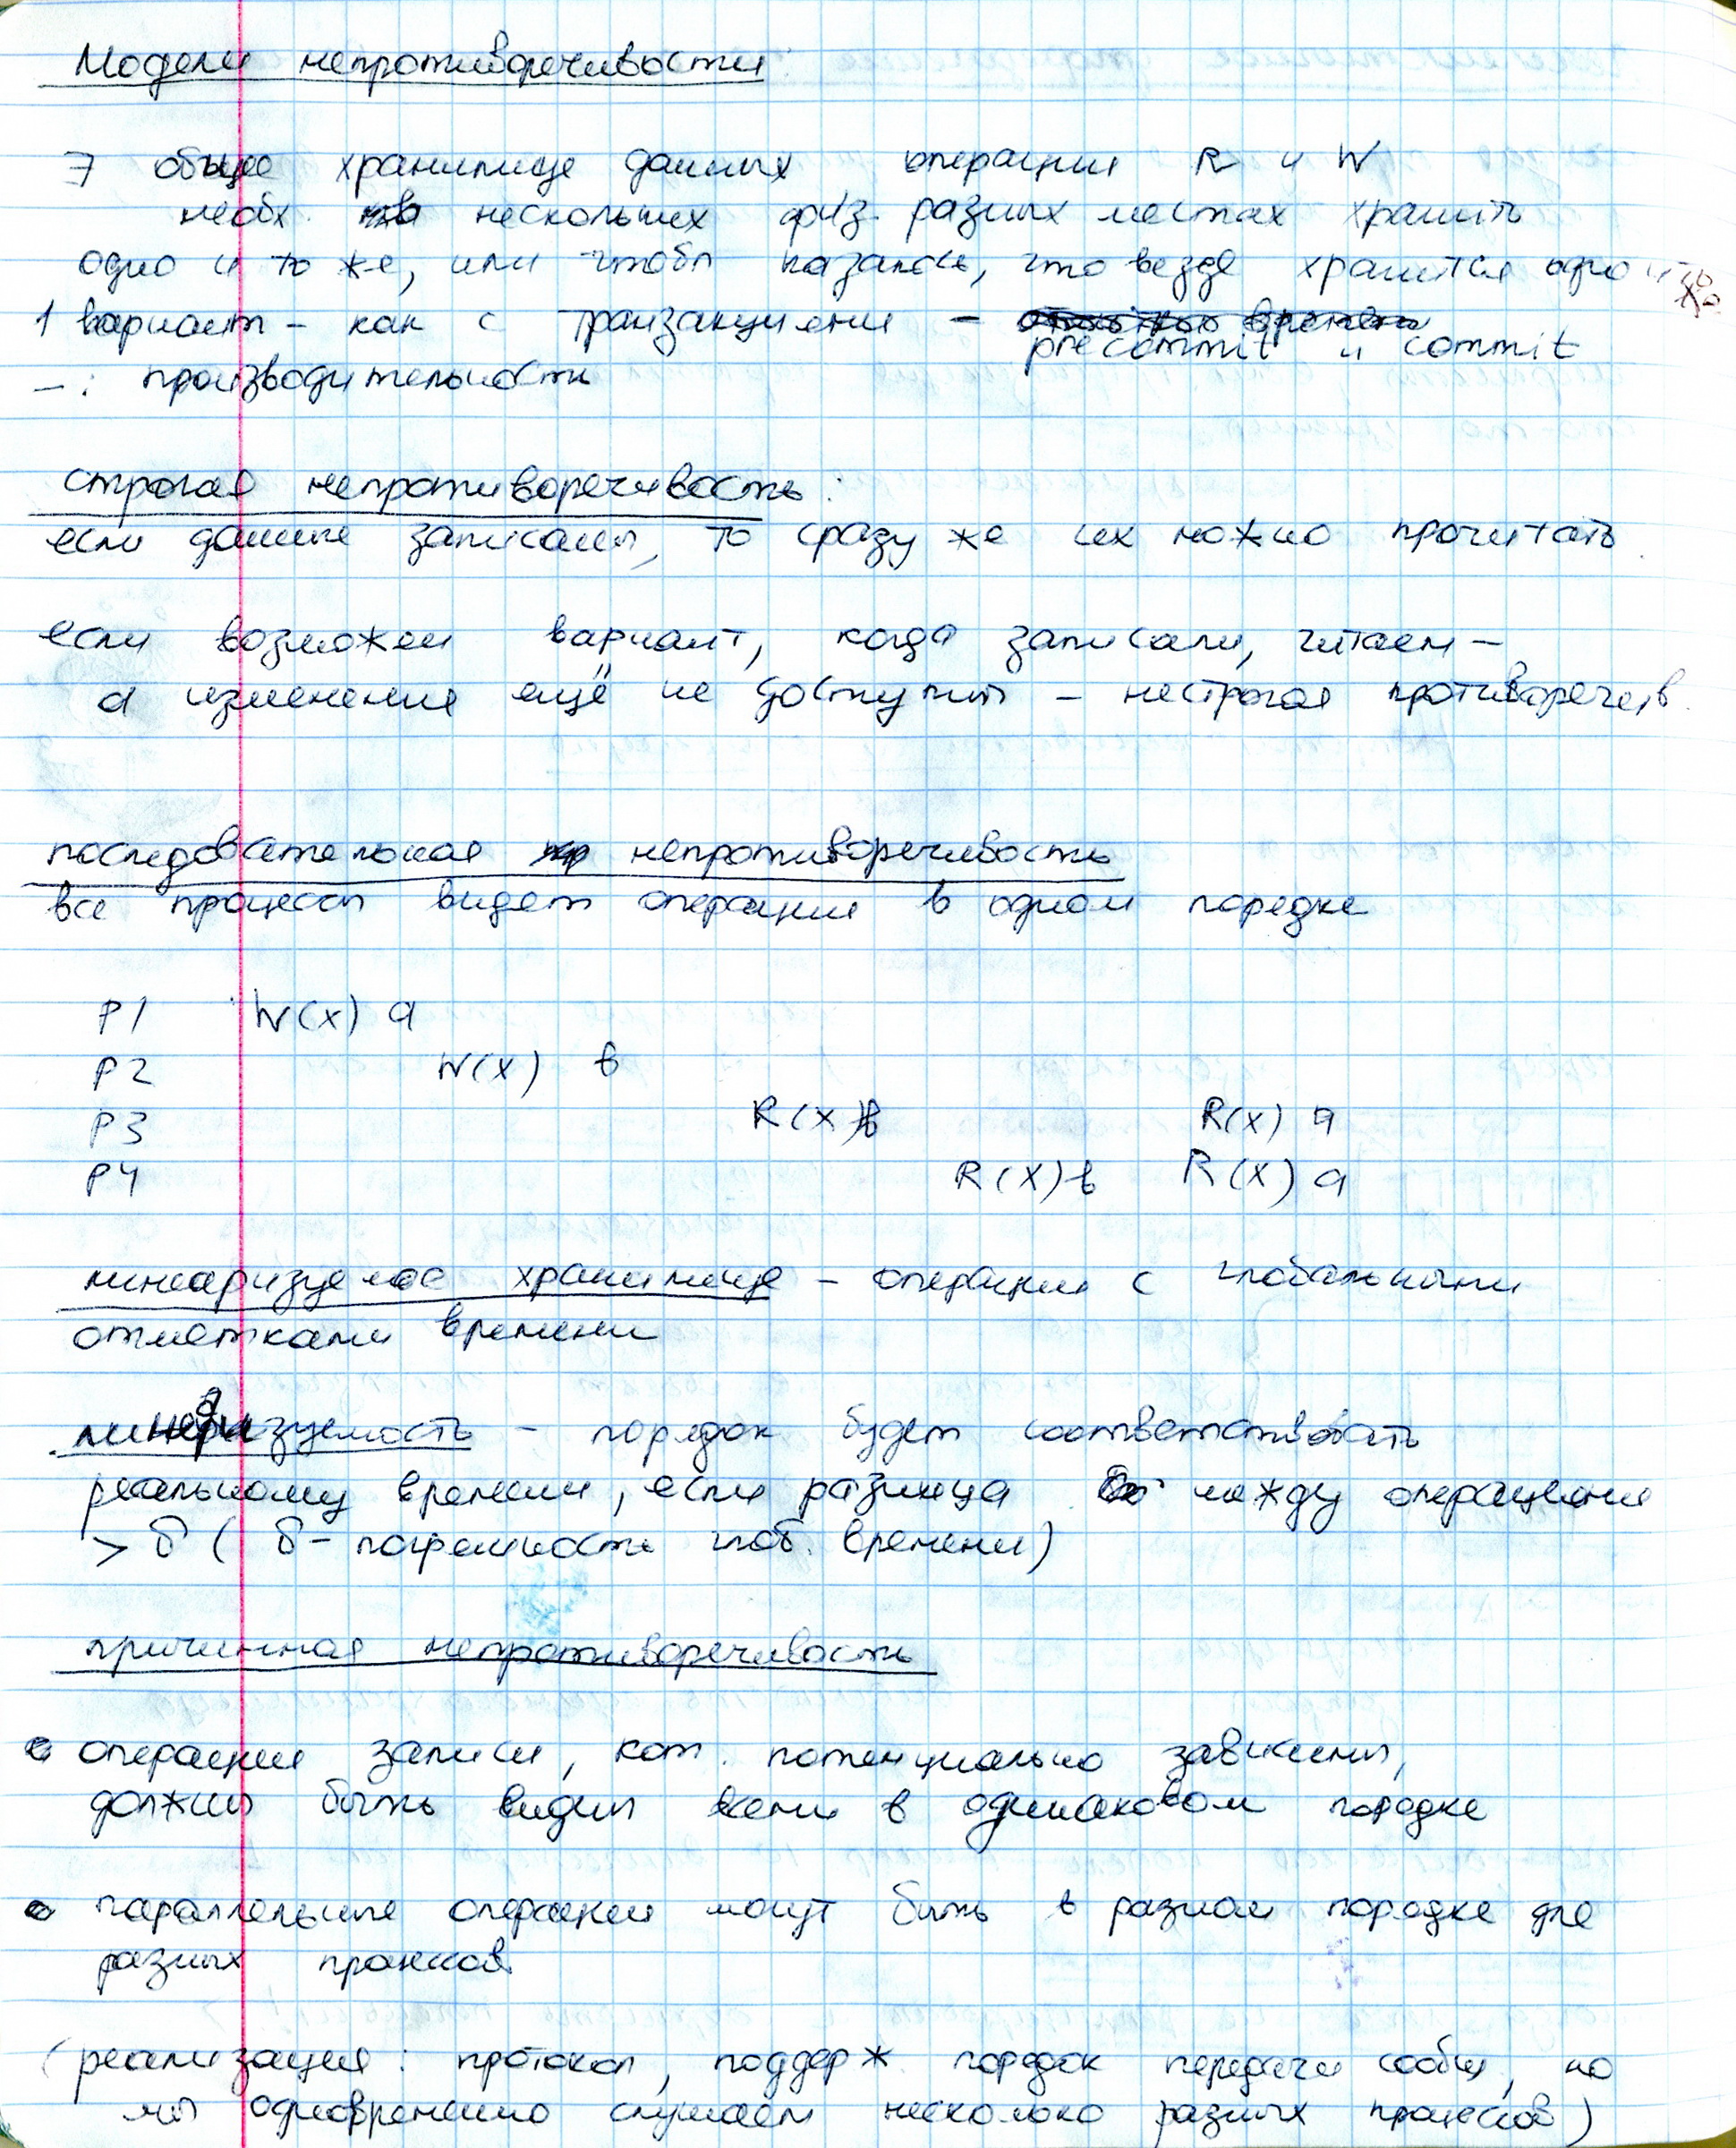 Модели непротиворечивости
∃ общее хранилище данных операции R и W
необх. в нескольких физ. разных местах хранить
одно и то же, или чтобы казалось, что везде хранится одно и то же
1 вариант - как с транзакциями -
precommit и commit
- : производительность
строгая непротиворечивость:
если данные записаны, то сразу же их можно прочитать.
если возможен вариант, когда записали, читаем -
а изменения ещё не доступны - нестрогая противоречив.
последовательная непротиворечивость
все процессы видят операции в одном порядке
P1 W(x) a
P2 W(x) b
P3 R(x) b R(x) a
P4 R(x) b R(x) a
линеаризуемое хранилище - операции с глобальными
отметками времени
линеаризуемость - порядок будет соответствовать
реальному времени, если разница между операциями
> δ ( δ - погрешность глоб. времени)
причинная непротиворечивость
• операции записи, кот. потенциально зависимы,
должны быть видны всеми в одинаковом порядке
• параллельные операции могут быть в разном порядке для
разных процессов
(реализация: протокол, поддерж порядок передачи сообщ, но
мы одновременно слушаем несколько разных процессов)